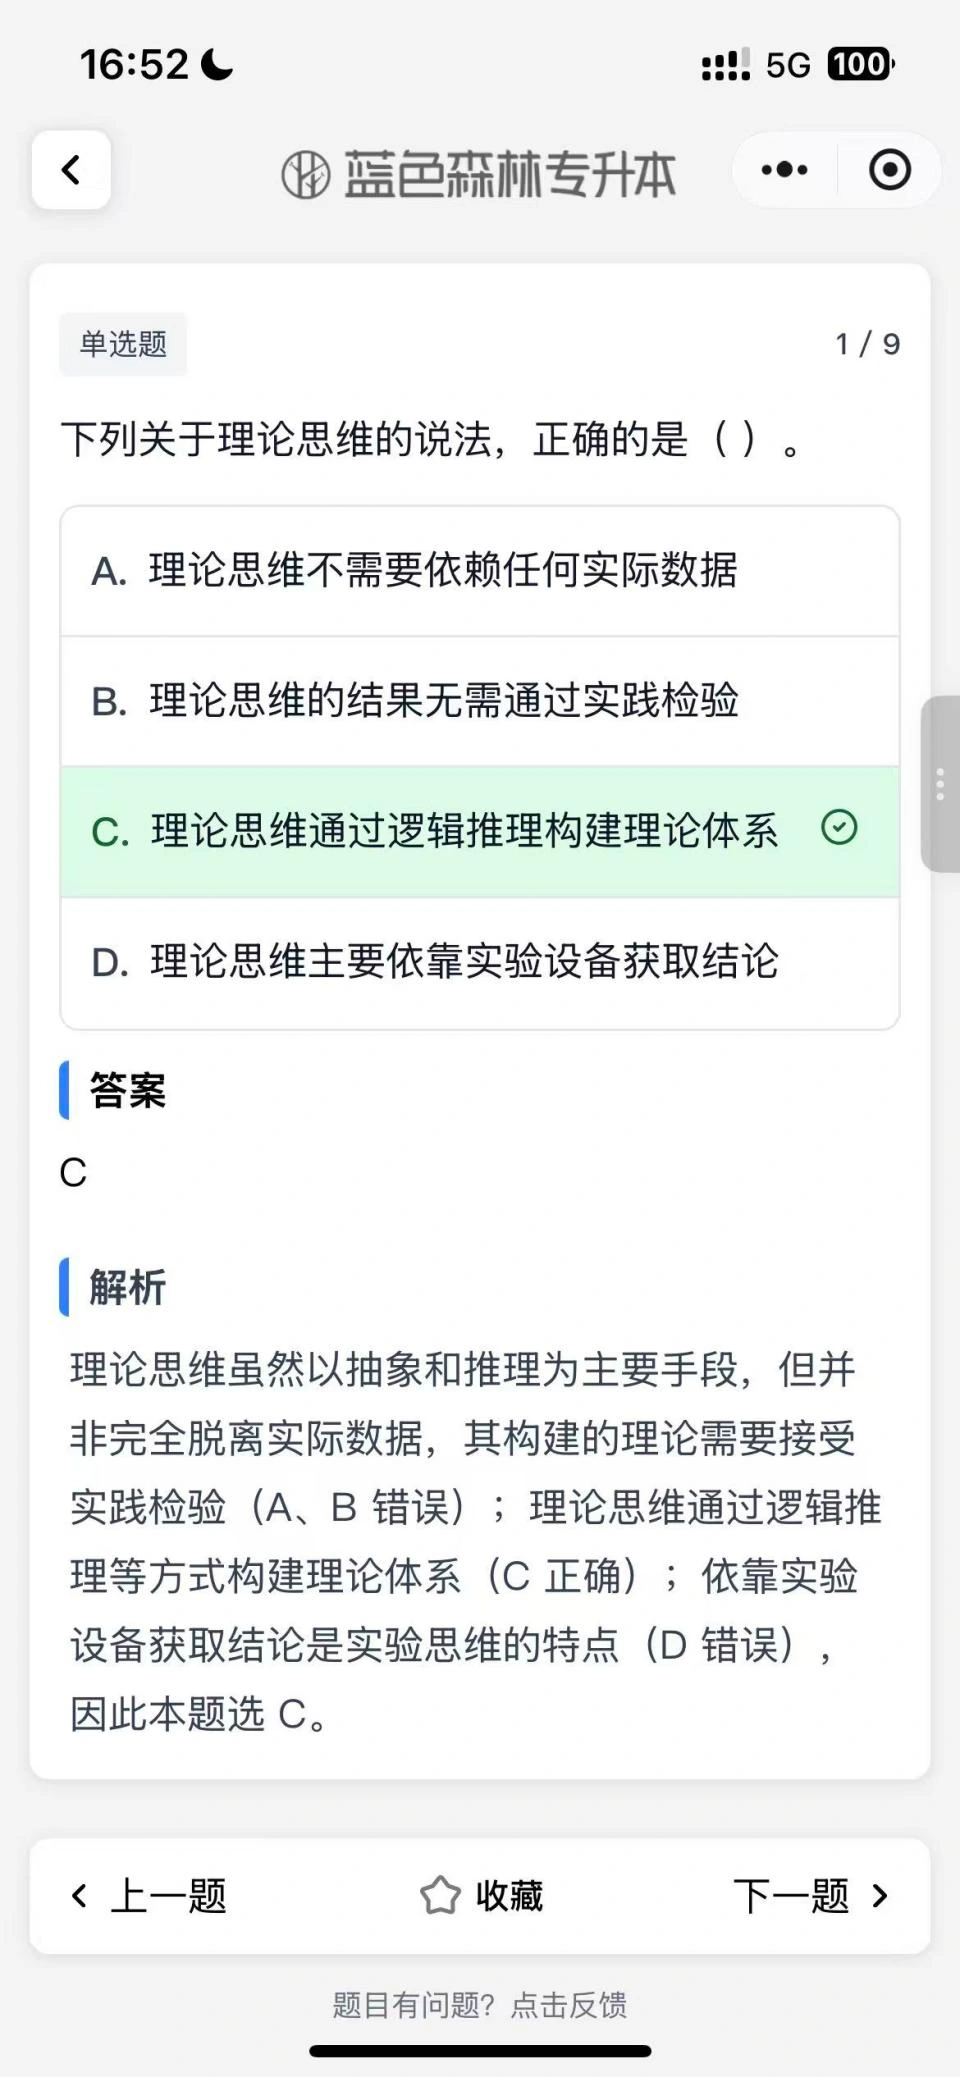 16:52
5G 100
蓝色森林专升本
单选题
1 / 9
下列关于理论思维的说法，正确的是（ ）。
A. 理论思维不需要依赖任何实际数据
B. 理论思维的结果无需通过实践检验
C. 理论思维通过逻辑推理构建理论体系
D. 理论思维主要依靠实验设备获取结论
答案
C
解析
理论思维虽然以抽象和推理为主要手段，但并
非完全脱离实际数据，其构建的理论需要接受
实践检验（A、B 错误）；理论思维通过逻辑推
理等方式构建理论体系（C 正确）；依靠实验
设备获取结论是实验思维的特点（D 错误），
因此本题选 C。
上一题
收藏
下一题
题目有问题？点击反馈